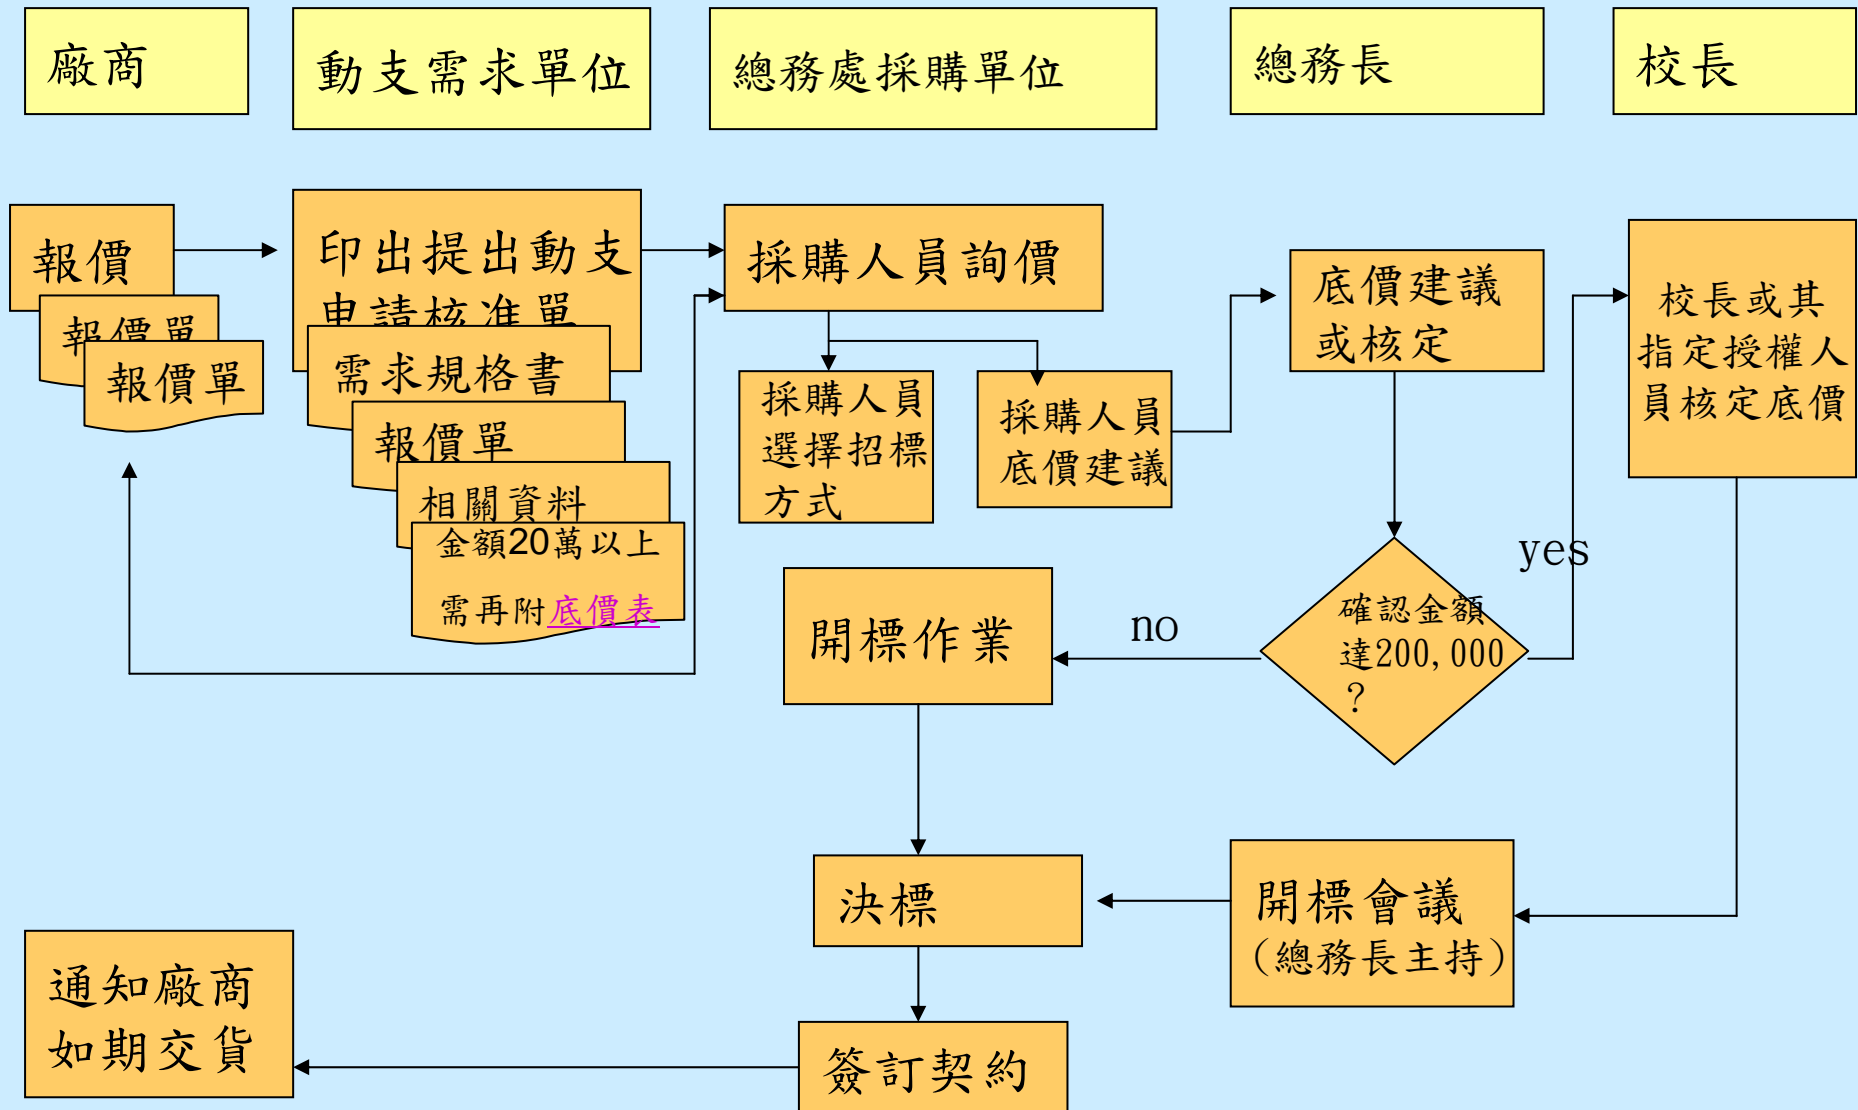 廠商
動支需求單位
總務處採購單位
總務長
校長
報價
報價單
報價單
印出提出動支
申請核准單
需求規格書
報價單
相關資料
金額20萬以上
需再附底價表
採購人員詢價
採購人員
選擇招標
方式
採購人員
底價建議
底價建議
或核定
校長或其
指定授權人
員核定底價
yes
確認金額
達200,000
?
no
開標作業
決標
開標會議
(總務長主持)
通知廠商
如期交貨
簽訂契約